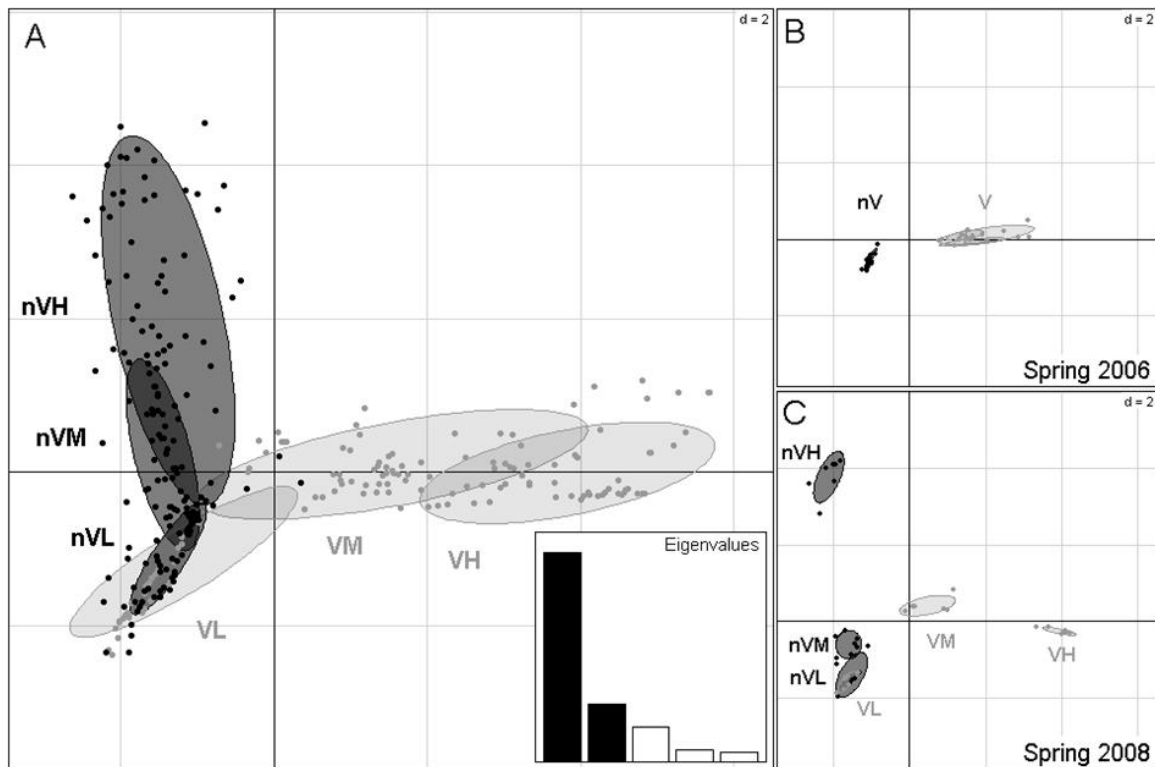 A
d = 2
nVH
nVM
nVL
VM
VH
VL
Eigenvalues
B
d = 2
nV
V
Spring 2006
C
d = 2
nVH
VM
VH
nVM
nVL
VL
Spring 2008